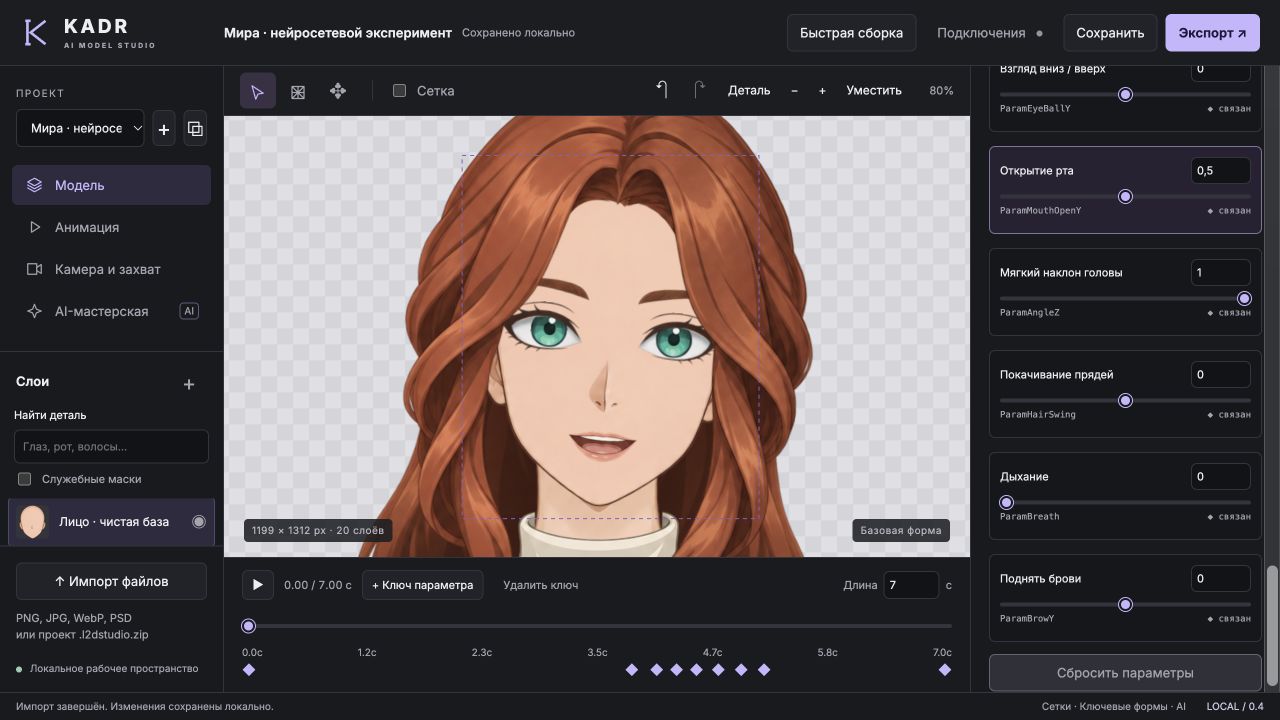 KADR
AI MODEL STUDIO
Мира · нейросетевой эксперимент
Сохранено локально
Быстрая сборка
Подключения
Сохранить
Экспорт ↗
ПРОЕКТ
Мира · нейросе
+
Модель
Анимация
Камера и захват
AI-мастерская
AI
Слои
+
Найти деталь
Глаз, рот, волосы...
Служебные маски
Лицо · чистая база
↑ Импорт файлов
PNG, JPG, WebP, PSD
или проект .l2dstudio.zip
Локальное рабочее пространство
Сетка
Деталь
−
+
Уместить
80%
1199 × 1312 px · 20 слоёв
Базовая форма
0.00 / 7.00 с
+ Ключ параметра
Удалить ключ
Длина
7
с
0.0с
1.2с
2.3с
3.5с
4.7с
5.8с
7.0с
Взгляд вниз / вверх
0
ParamEyeBallY
◆ связан
Открытие рта
0,5
ParamMouthOpenY
◆ связан
Мягкий наклон головы
1
ParamAngleZ
◆ связан
Покачивание прядей
0
ParamHairSwing
◆ связан
Дыхание
0
ParamBreath
◆ связан
Поднять брови
0
ParamBrowY
◆ связан
Сбросить параметры
Импорт завершён. Изменения сохранены локально.
Сетки · Ключевые формы · AI
LOCAL / 0.4